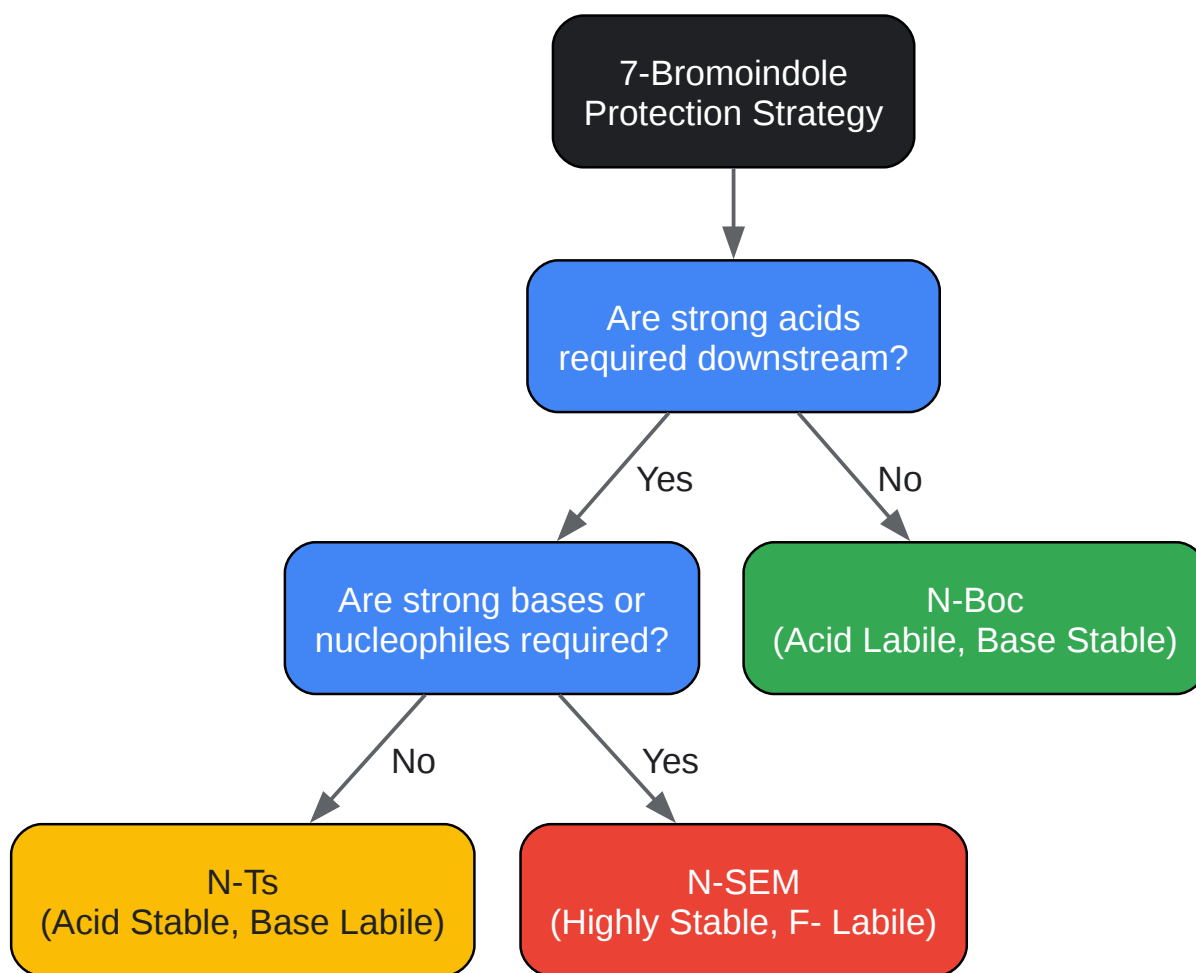 7-Bromoindole
Protection Strategy
Are strong acids
required downstream?
Yes
No
Are strong bases or
nucleophiles required?
N-Boc
(Acid Labile, Base Stable)
No
Yes
N-Ts
(Acid Stable, Base Labile)
N-SEM
(Highly Stable, F- Labile)